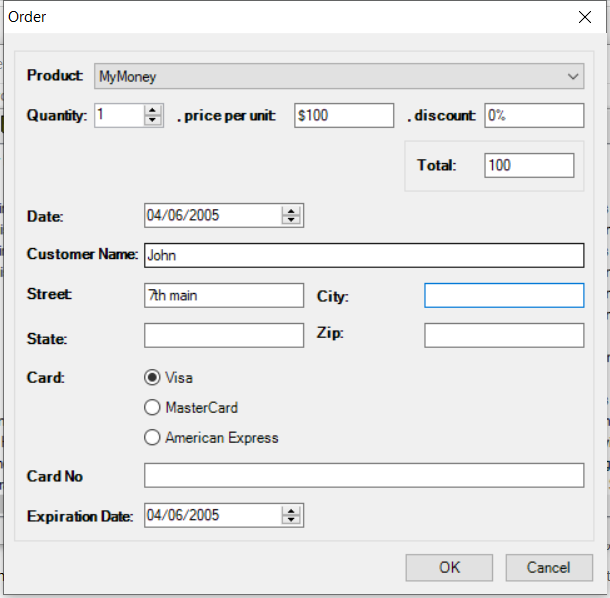 Order
Product: MyMoney
Quantity: 1 , price per unit: $100 , discount: 0%
Total: 100
Date: 04/06/2005
Customer Name: John
Street: 7th main City:
State: Zip:
Card: Visa
MasterCard
American Express
Card No
Expiration Date: 04/06/2005
OK Cancel